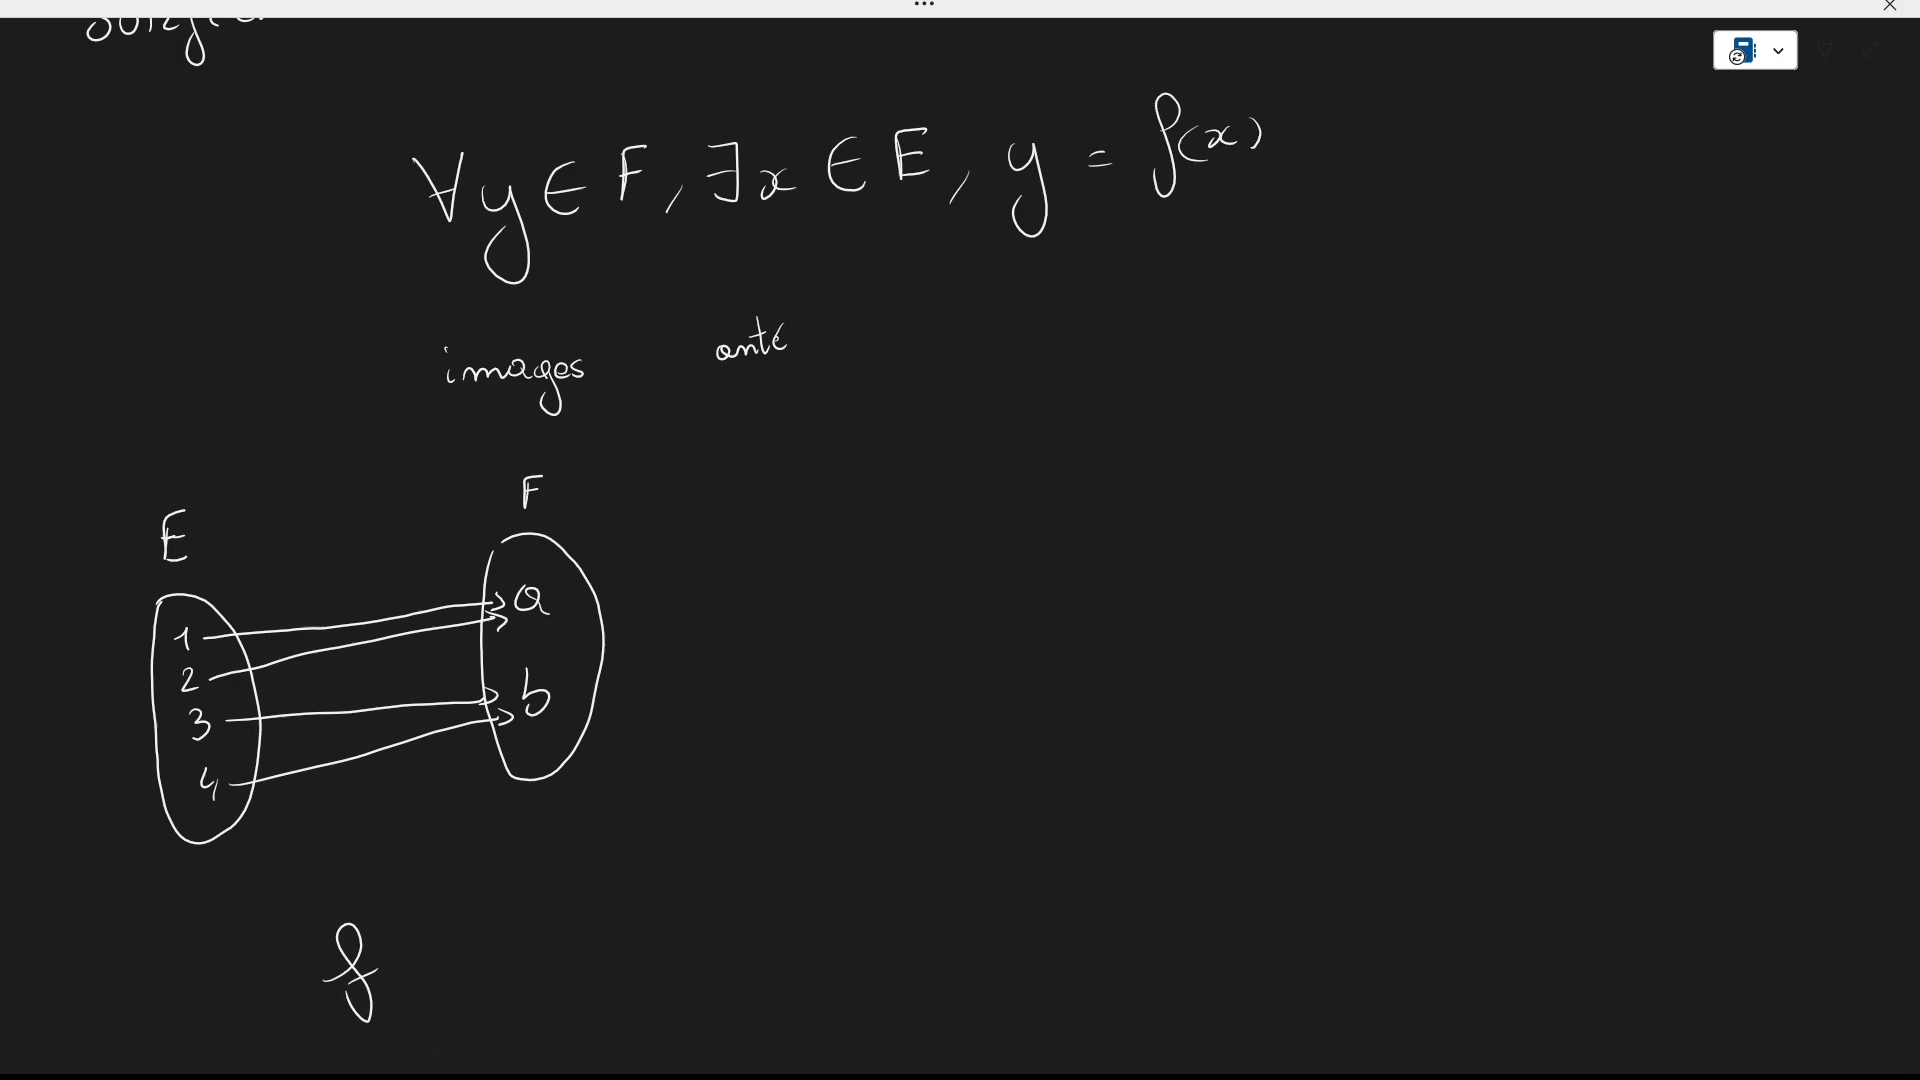 ∀y ∈ F, ∃x ∈ E, y = f(x)
images anté
E F
1 a
2
3 b
4
f